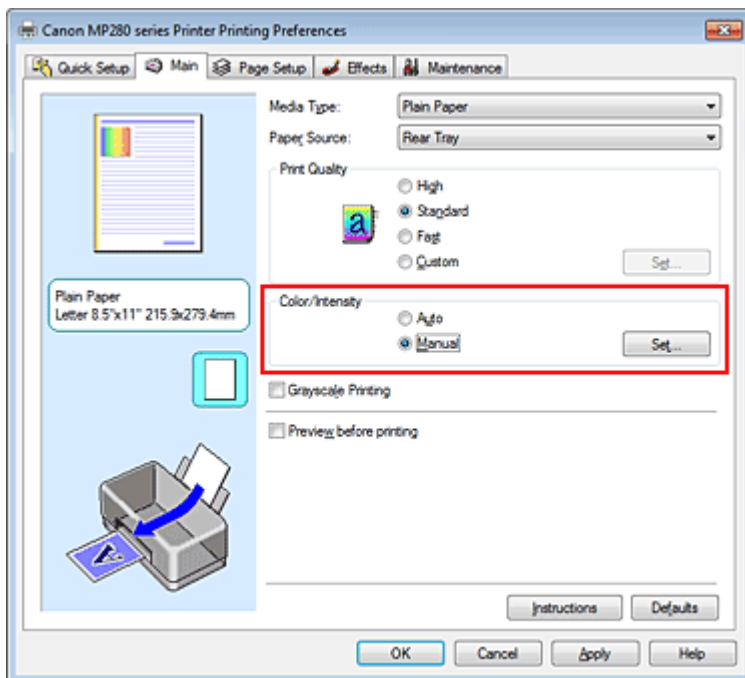 Canon MP280 series Printer Printing Preferences
Quick Setup Main Page Setup Effects Maintenance
Media Type: Plain Paper
Paper Source: Rear Tray
Print Quality
High
a
Standard
Fast
Custom
Set...
Plain Paper
Letter 8.5"x11" 215.9x279.4mm
Color/Intensity
Auto
Manual
Set...
Grayscale Printing
Preview before printing
A
Instructions Defaults
OK Cancel Apply Help